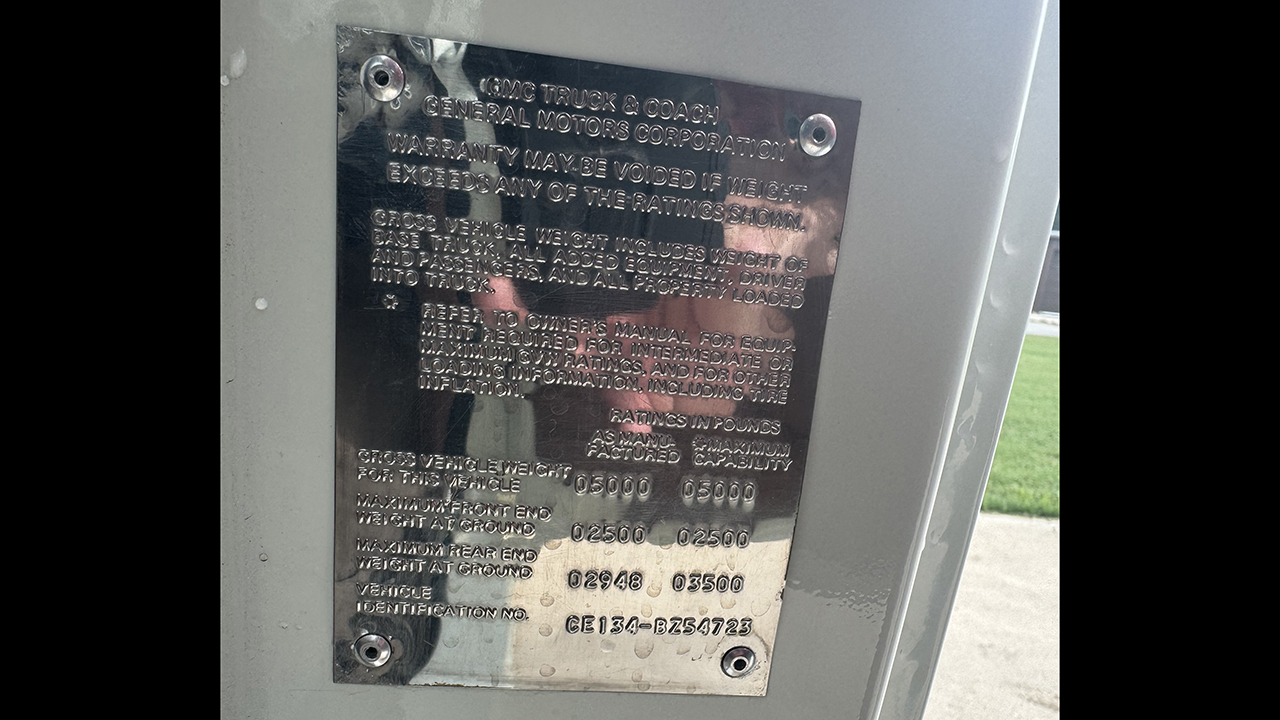 GMC TRUCK & COACH
GENERAL MOTORS CORPORATION
WARRANTY MAY BE VOIDED IF WEIGHT
EXCEEDS ANY OF THE RATINGS SHOWN.
GROSS VEHICLE WEIGHT INCLUDES WEIGHT OF
BASE TRUCK, ALL ADDED EQUIPMENT, DRIVER
AND PASSENGERS, AND ALL PROPERTY LOADED
INTO TRUCK.
* REFER TO OWNER'S MANUAL FOR EQUIP-
MENT REQUIRED FOR INTERMEDIATE OR
MAXIMUM GVW RATINGS, AND FOR OTHER
LOADING INFORMATION, INCLUDING TIRE
INFLATION.
RATINGS IN POUNDS
AS MANU- *MAXIMUM
FACTURED CAPABILITY
GROSS VEHICLE WEIGHT
FOR THIS VEHICLE 05000 05000
MAXIMUM FRONT END
WEIGHT AT GROUND 02500 02500
MAXIMUM REAR END
WEIGHT AT GROUND 02948 03500
VEHICLE
IDENTIFICATION NO. CE134-BZ54723